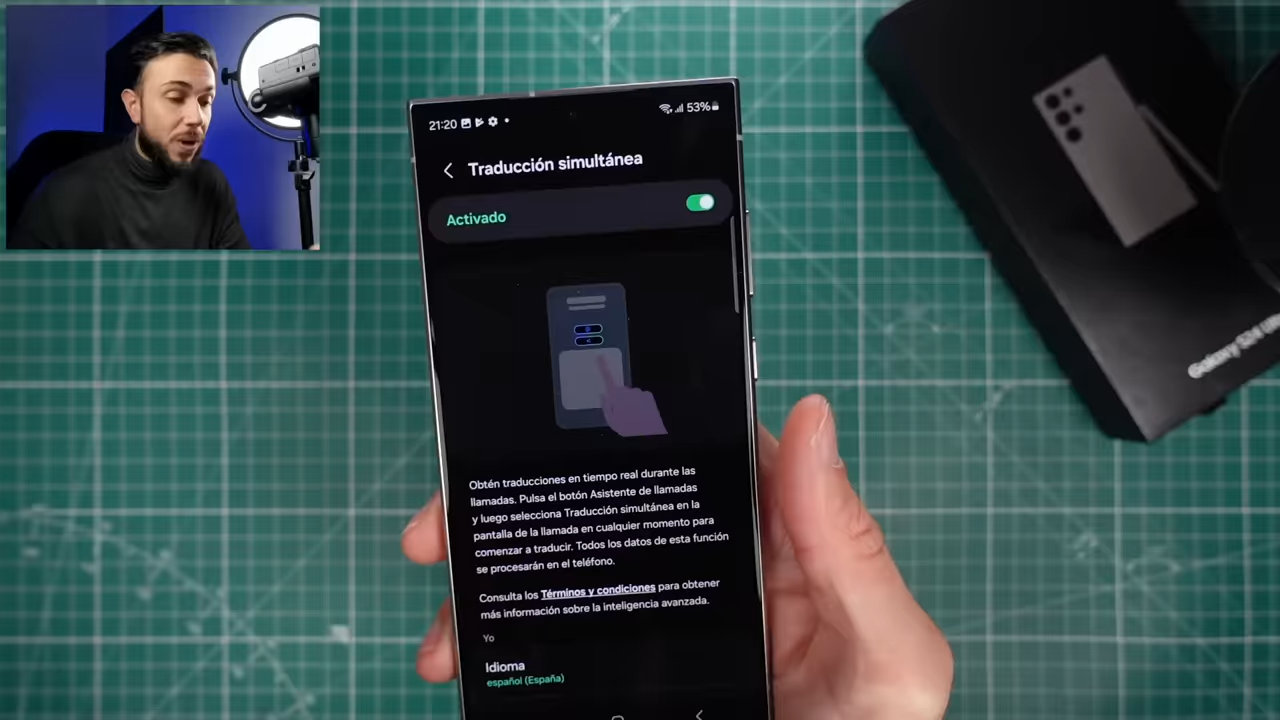 21:20
53%
Traducción simultánea
Activado
Obtén traducciones en tiempo real durante las
llamadas. Pulsa el botón Asistente de llamadas
y luego selecciona Traducción simultánea en la
pantalla de la llamada en cualquier momento para
comenzar a traducir. Todos los datos de esta función
se procesarán en el teléfono.
Consulta los Términos y condiciones para obtener
más información sobre la inteligencia avanzada.
Yo
Idioma
español (España)
Galaxy S24